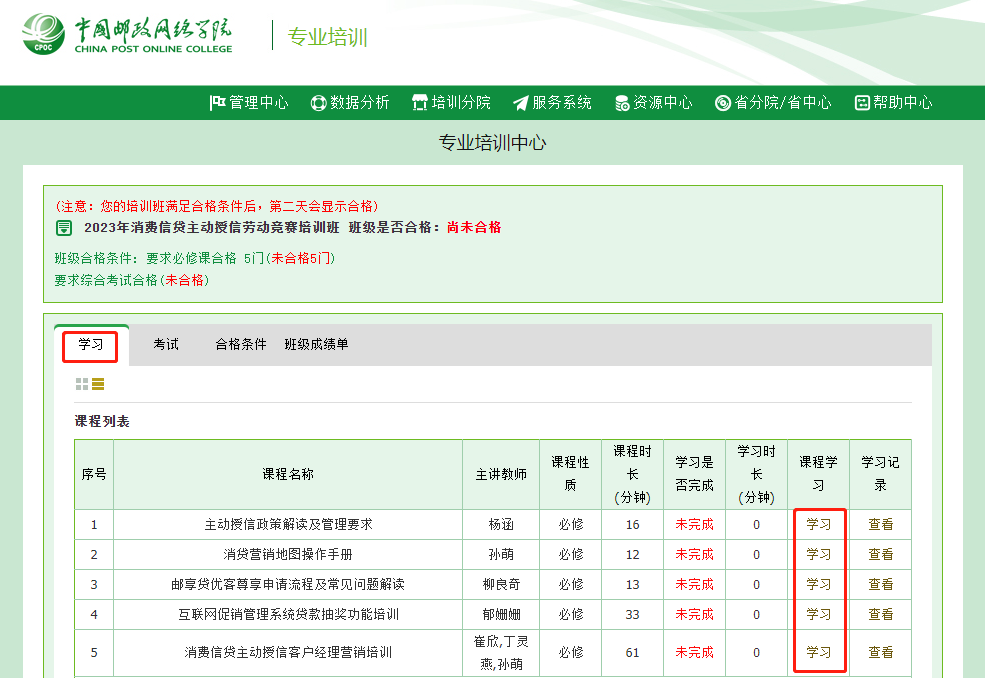 中国邮政网络学院
CHINA POST ONLINE COLLEGE
CPOC
专业培训
管理中心 数据分析 培训分院 服务系统 资源中心 省分院/省中心 帮助中心
专业培训中心
(注意：您的培训班满足合格条件后，第二天会显示合格)
2023年消费信贷主动授信劳动竞赛培训班 班级是否合格：尚未合格
班级合格条件：要求必修课合格 5门(未合格5门)
要求综合考试合格(未合格)
学习 考试 合格条件 班级成绩单
课程列表
序号 课程名称 主讲教师 课程性质 课程时长(分钟) 学习是否完成 学习时长(分钟) 课程学习 学习记录
1 主动授信政策解读及管理要求 杨涵 必修 16 未完成 0 学习 查看
2 消贷营销地图操作手册 孙萌 必修 12 未完成 0 学习 查看
3 邮享贷优客尊享申请流程及常见问题解读 柳良奇 必修 13 未完成 0 学习 查看
4 互联网促销管理系统贷款抽奖功能培训 郁姗姗 必修 33 未完成 0 学习 查看
5 消费信贷主动授信客户经理营销培训 崔欣,丁灵燕,孙萌 必修 61 未完成 0 学习 查看